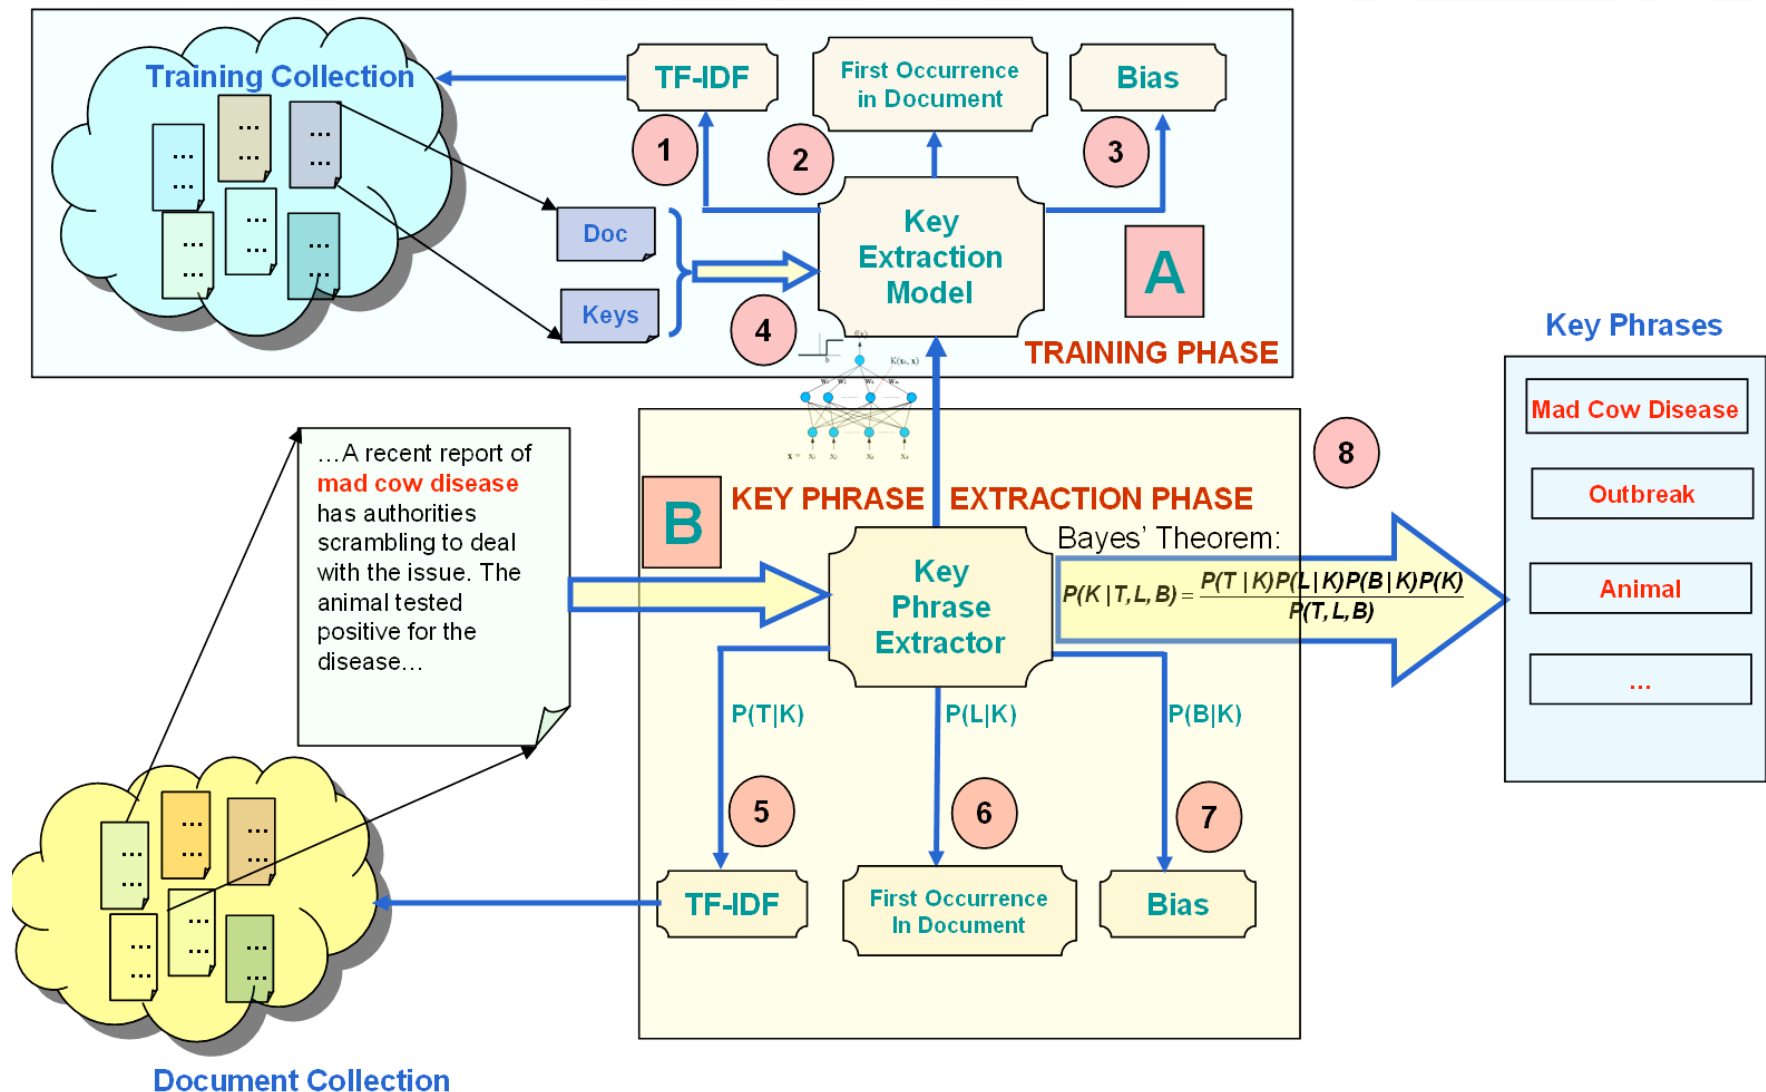 Training Collection
...
...
...
...
...
...
...
...
...
...
...
...
TF-IDF
First Occurrence
in Document
Bias
1
2
3
Doc
Keys
Key
Extraction
Model
A
4
TRAINING PHASE
b
K(x, x)
x =
Key Phrases
Mad Cow Disease
Outbreak
Animal
...
8
...A recent report of
mad cow disease
has authorities
scrambling to deal
with the issue. The
animal tested
positive for the
disease...
B
KEY PHRASE EXTRACTION PHASE
Key
Phrase
Extractor
Bayes' Theorem:
P(K | T, L, B) = P(T | K)P(L | K)P(B | K)P(K)
P(T, L, B)
P(T|K)
P(L|K)
P(B|K)
5
6
7
TF-IDF
First Occurrence
In Document
Bias
...
...
...
...
...
...
...
...
...
...
...
...
Document Collection